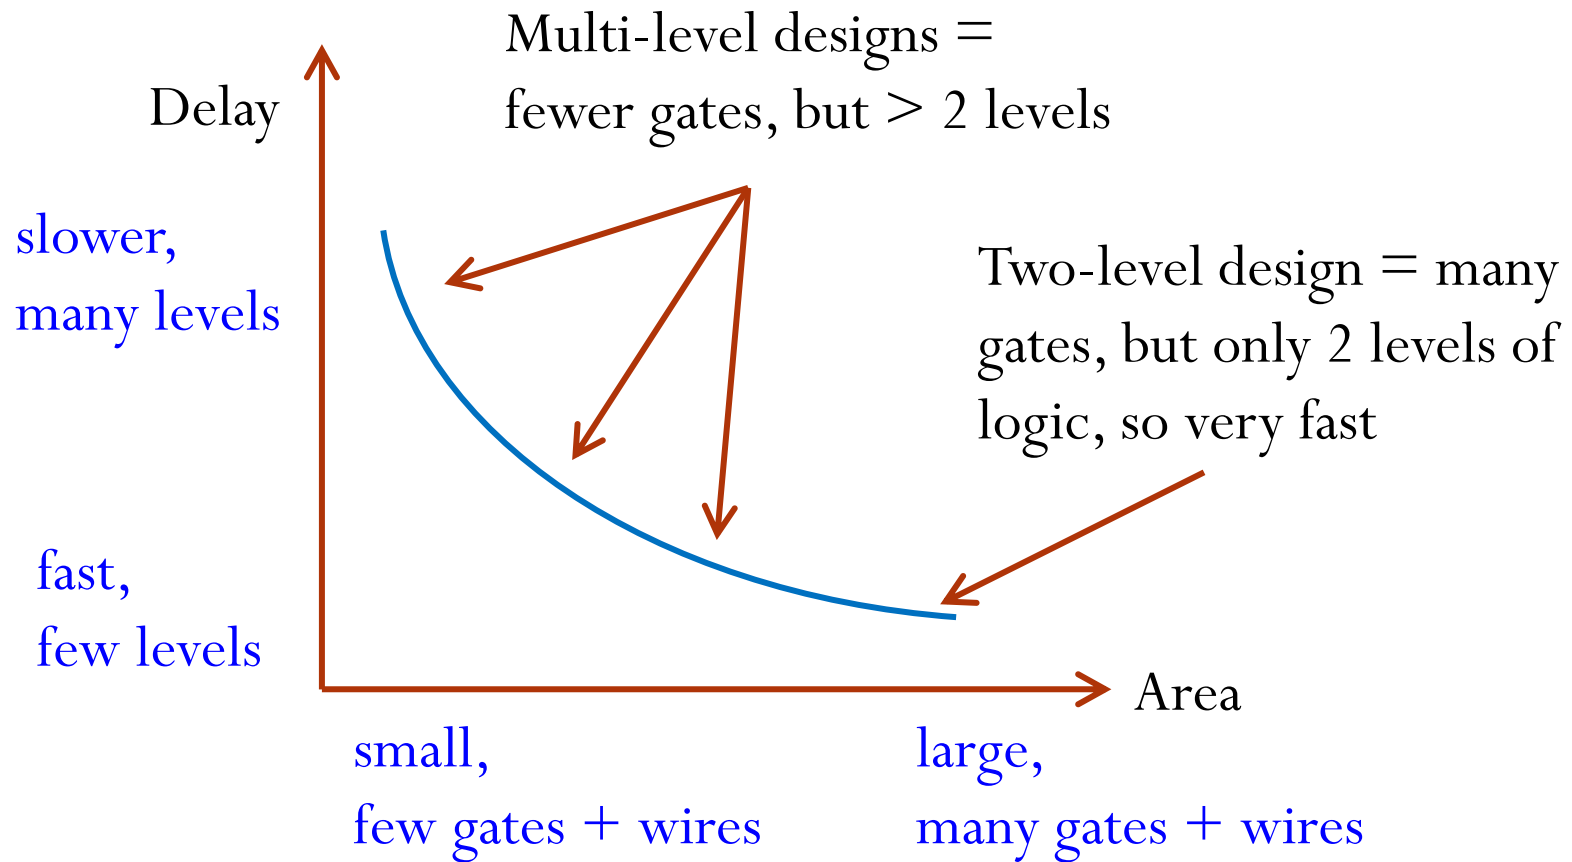 Multi-level designs =
fewer gates, but > 2 levels
Delay
slower,
many levels
Two-level design = many
gates, but only 2 levels of
logic, so very fast
fast,
few levels
Area
small,
few gates + wires
large,
many gates + wires